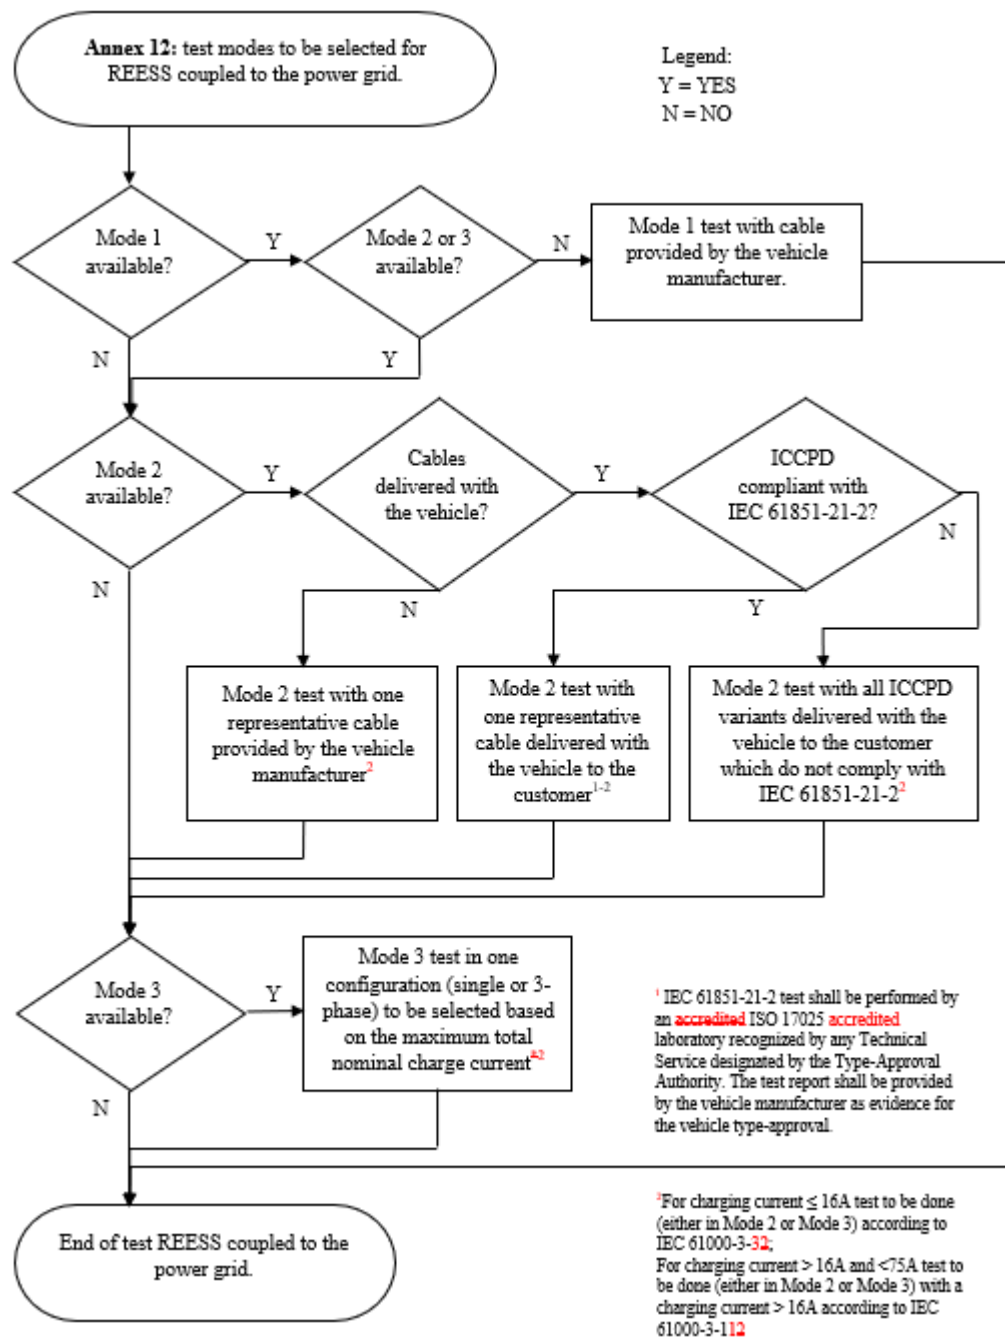 Annex 12: test modes to be selected for
REESS coupled to the power grid.
Legend:
Y = YES
N = NO
Mode 1
available?
Y
Mode 2 or 3
available?
N
Mode 1 test with cable
provided by the vehicle
manufacturer.
N
Y
Mode 2
available?
Y
Cables
delivered with
the vehicle?
Y
ICCPD
compliant with
IEC 61851-21-2?
N
N
N
Y
Mode 2 test with one
representative cable
provided by the vehicle
manufacturer2
Mode 2 test with
one representative
cable delivered with
the vehicle to the
customer1-2
Mode 2 test with all ICCPD
variants delivered with the
vehicle to the customer
which do not comply with
IEC 61851-21-22
Mode 3
available?
Y
Mode 3 test in one
configuration (single or 3-
phase) to be selected based
on the maximum total
nominal charge current2
N
1 IEC 61851-21-2 test shall be performed by
an accredited ISO 17025 accredited
laboratory recognized by any Technical
Service designated by the Type-Approval
Authority. The test report shall be provided
by the vehicle manufacturer as evidence for
the vehicle type-approval.
End of test REESS coupled to the
power grid.
2For charging current ≤ 16A test to be done
(either in Mode 2 or Mode 3) according to
IEC 61000-3-32;
For charging current > 16A and <75A test to
be done (either in Mode 2 or Mode 3) with a
charging current > 16A according to IEC
61000-3-112